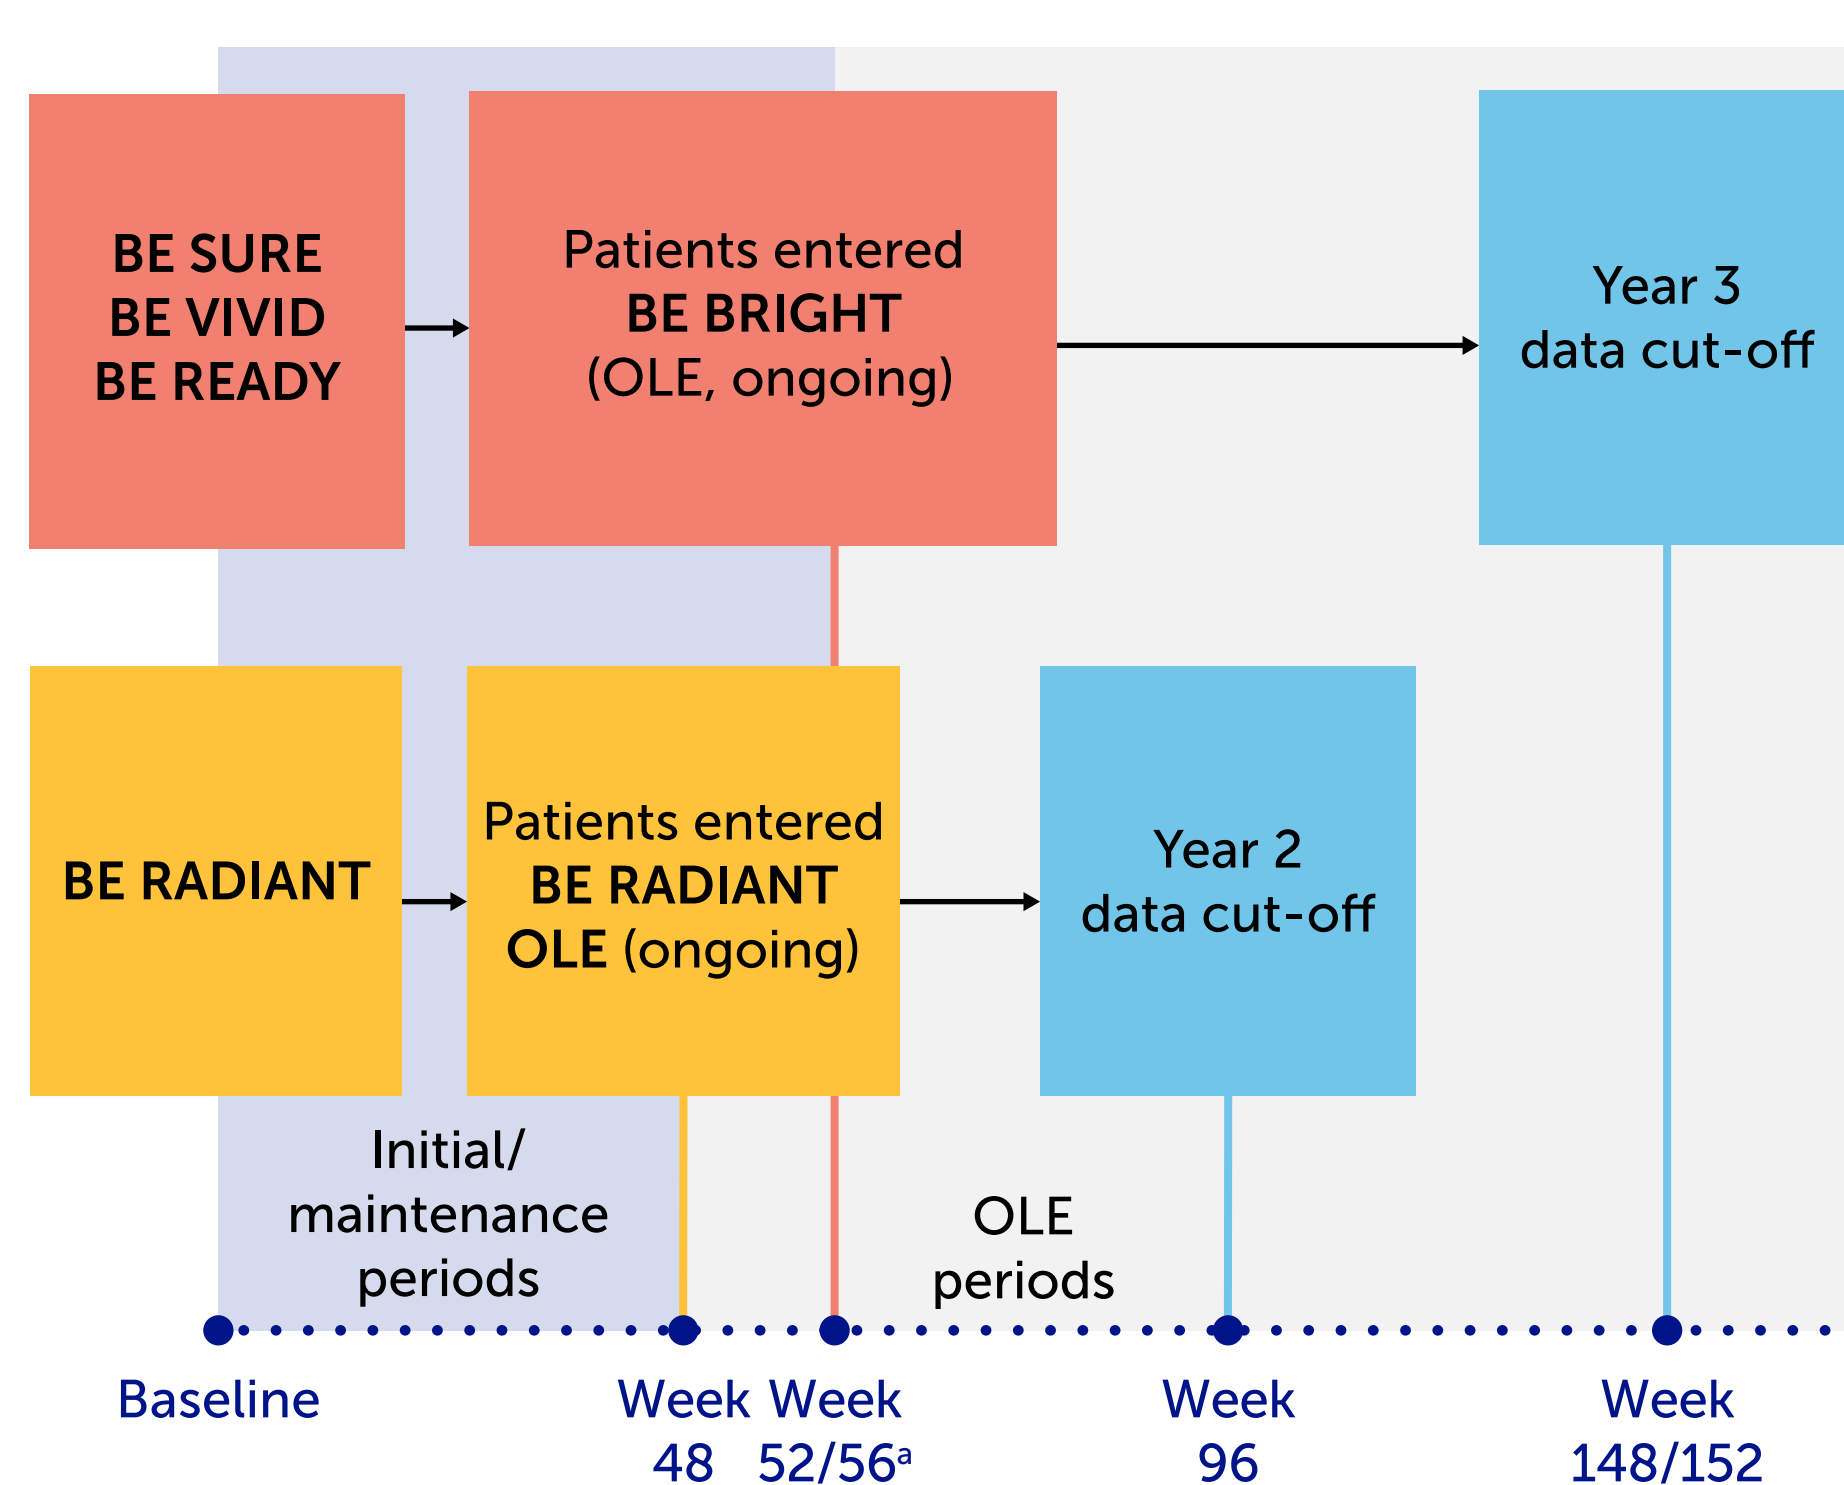 BE SURE
BE VIVID
BE READY
Patients entered
BE BRIGHT
(OLE, ongoing)
Year 3
data cut-off
BE RADIANT
Patients entered
BE RADIANT
OLE (ongoing)
Year 2
data cut-off
Initial/
maintenance
periods
OLE
periods
Baseline
Week
48
Week
52/56ᵃ
Week
96
Week
148/152